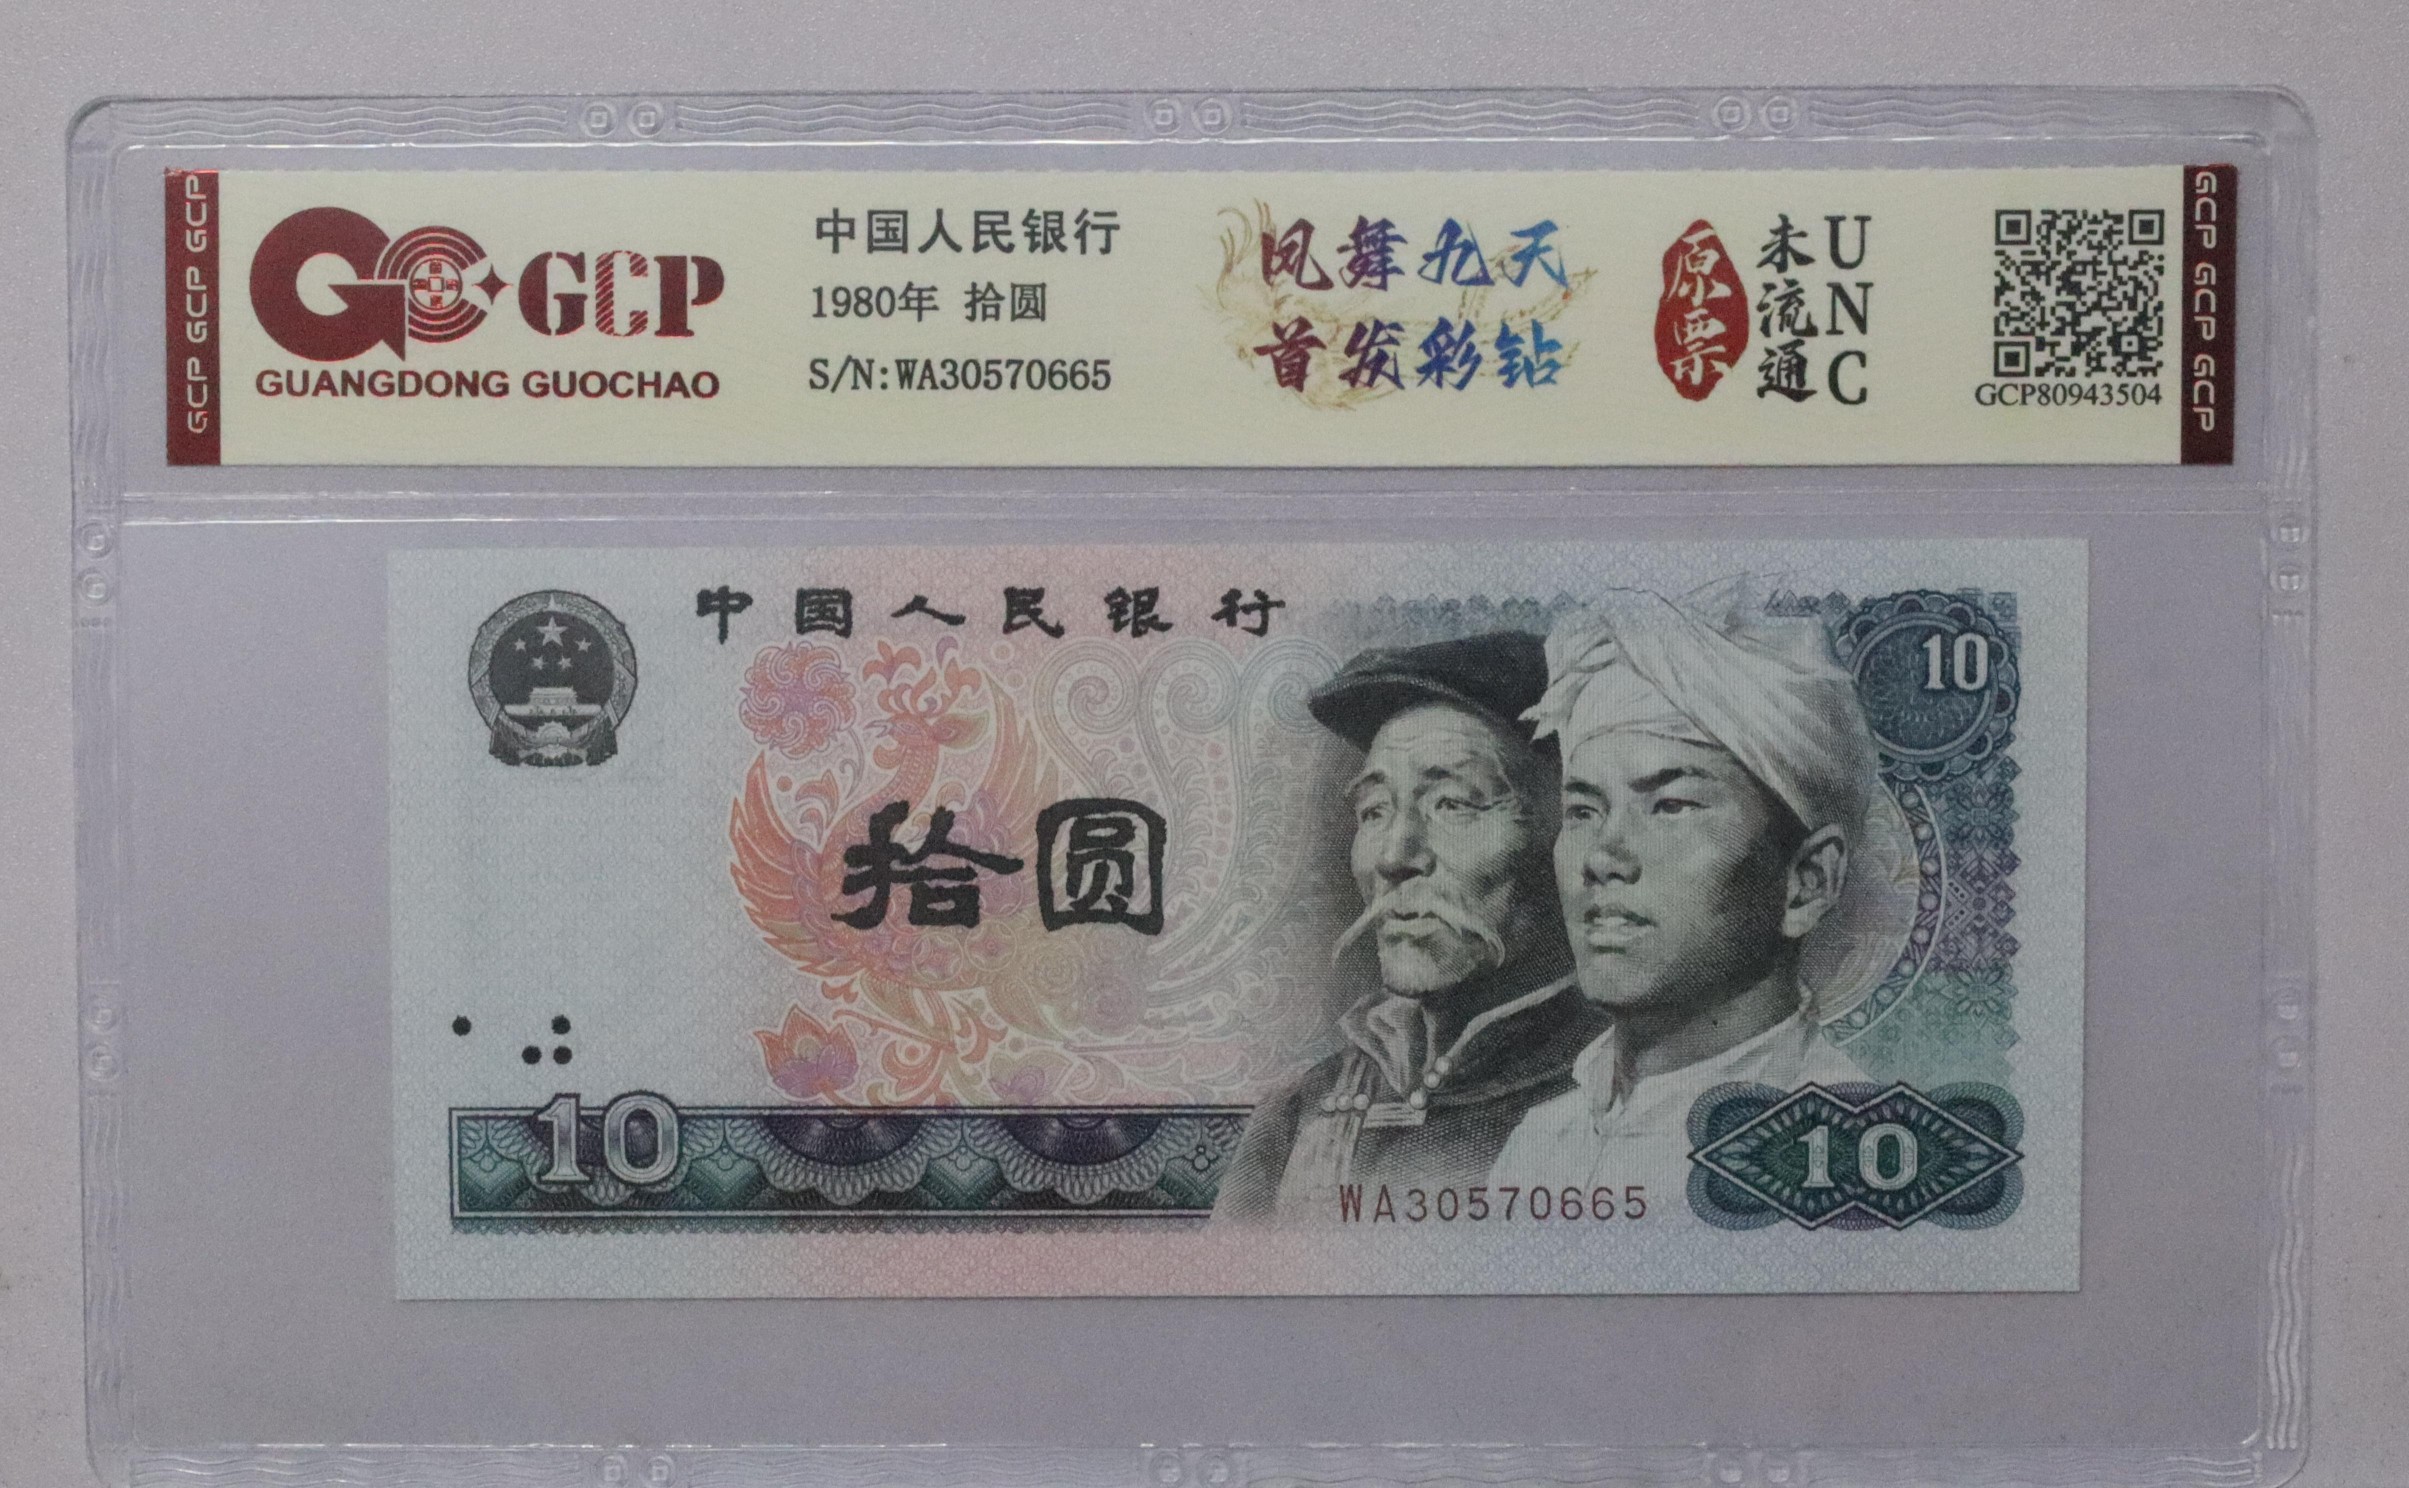 GCP GCP GCP
GCP
GUANGDONG GUOCHAO
中国人民银行
1980年 拾圆
S/N:WA30570665
凤舞九天
首发彩钻
原票
未流通
UNC
GCP80943504
GCP GCP GCP
中国人民银行
10
拾圆
10
WA30570665
10